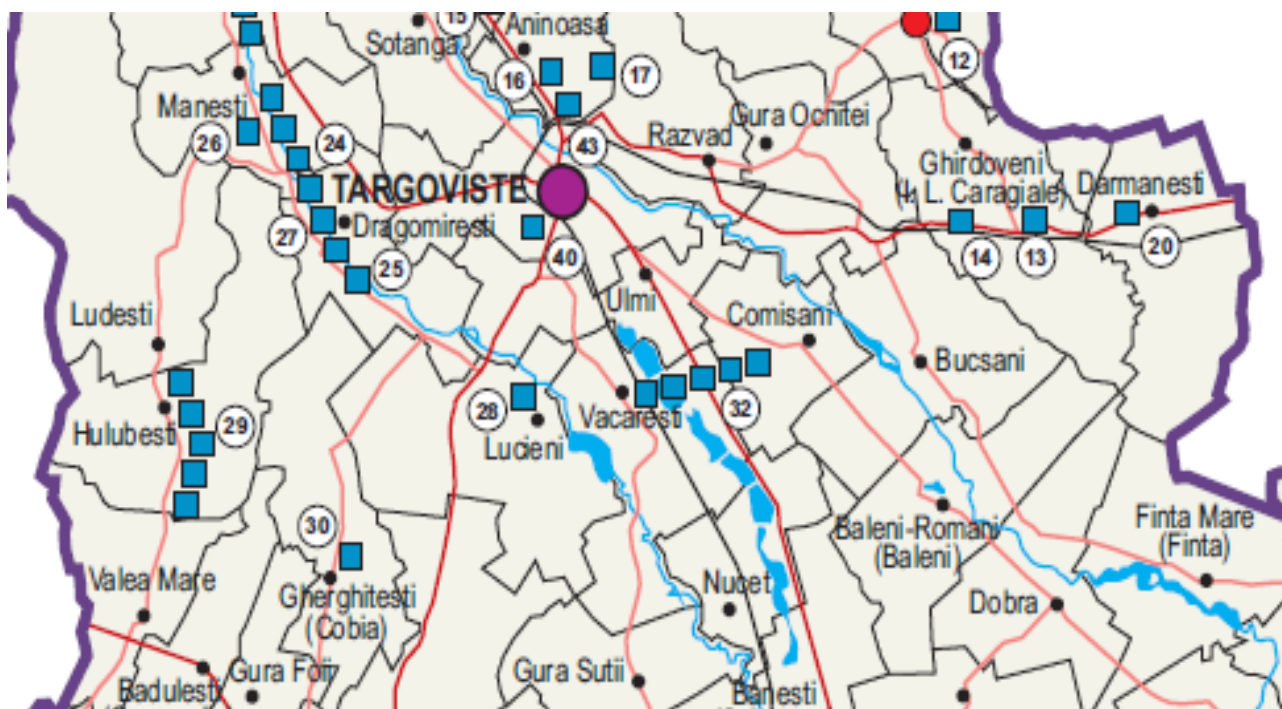 15
Aninoasa
Sotanga
12
16
17
Manesti
Gura Ocnitei
26
24
43
Razvad
Ghirdoveni
(I. L. Caragiale)
Darmanesti
TARGOVISTE
27
Dragomiresti
40
14
13
20
25
Ulmi
Ludesti
Comisani
Bucsani
28
Vacaresti
32
Hulubesti
29
Lucieni
30
Baleni-Romani
(Baleni)
Finta Mare
(Finta)
Valea Mare
Gherghitesti
(Cobia)
Nucet
Dobra
Badulesti
Gura Foii
Gura Sutii
Banesti